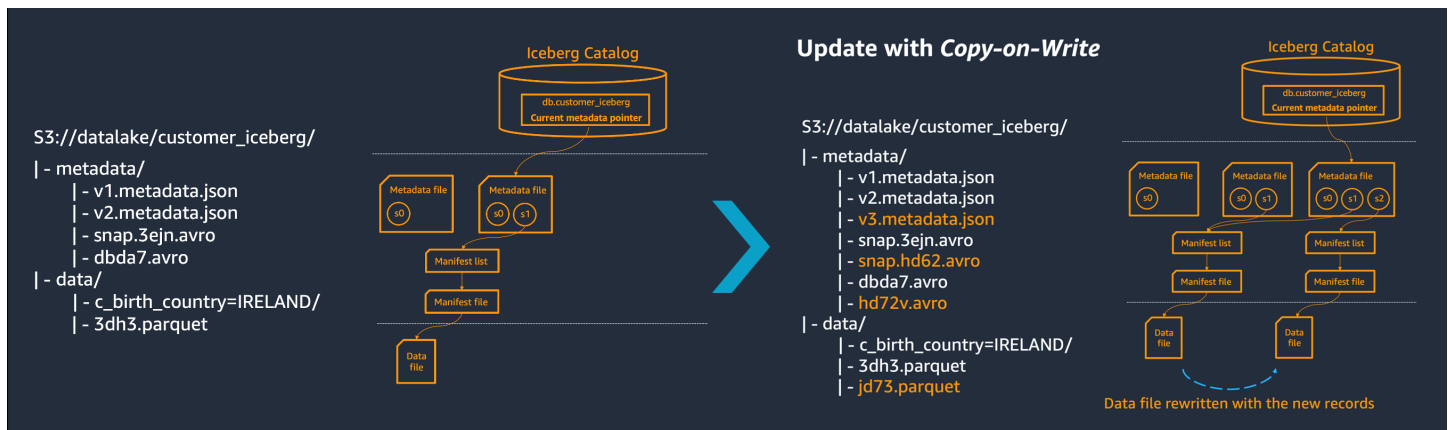 Iceberg Catalog
db.customer_iceberg
Current metadata pointer
S3://datalake/customer_iceberg/
| - metadata/
| - v1.metadata.json
| - v2.metadata.json
| - snap.3ejn.avro
| - dbda7.avro
| - data/
| - c_birth_country=IRELAND/
| - 3dh3.parquet
Metadata file
s0
Metadata file
s0 s1
Manifest list
Manifest file
Data
file
Update with Copy-on-Write
Iceberg Catalog
db.customer_iceberg
Current metadata pointer
S3://datalake/customer_iceberg/
| - metadata/
| - v1.metadata.json
| - v2.metadata.json
| - v3.metadata.json
| - snap.3ejn.avro
| - snap.hd62.avro
| - dbda7.avro
| - hd72v.avro
| - data/
| - c_birth_country=IRELAND/
| - 3dh3.parquet
| - jd73.parquet
Metadata file
s0
Metadata file
s0 s1
Metadata file
s0 s1 s2
Manifest list
Manifest list
Manifest file
Manifest file
Data
file
Data
file
Data file rewritten with the new records